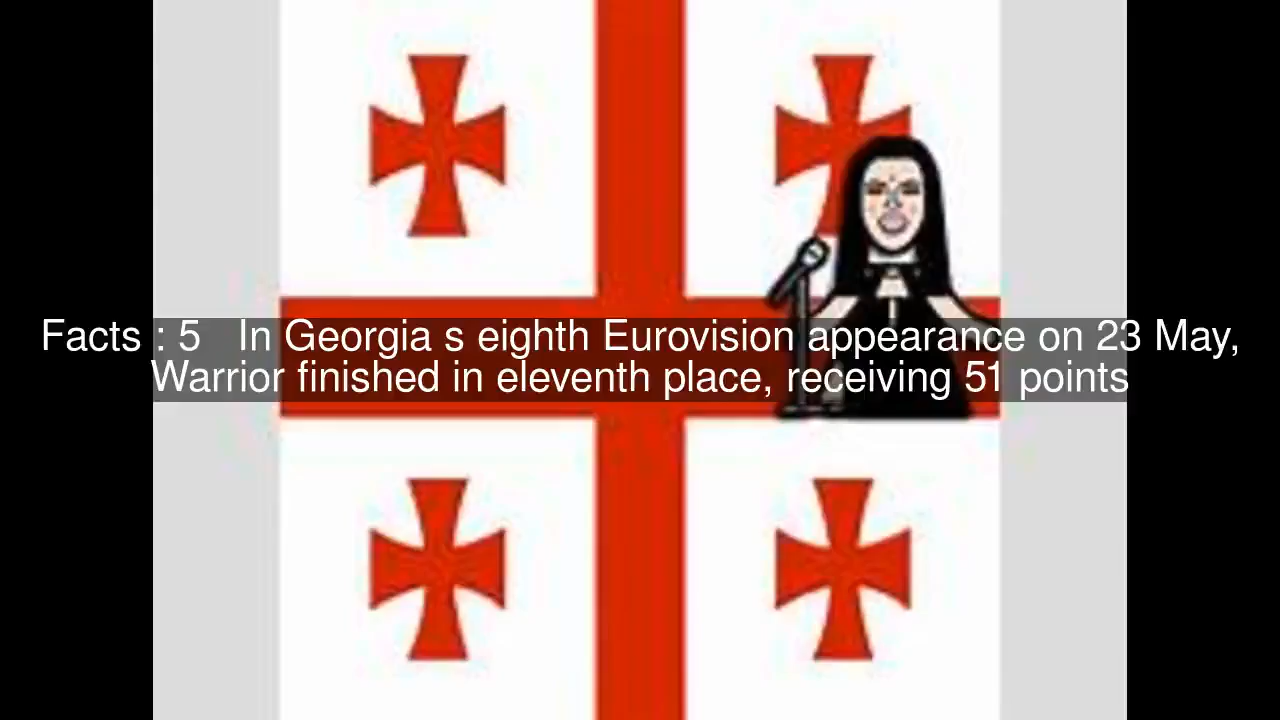 Facts : 5   In Georgia s eighth Eurovision appearance on 23 May,
Warrior finished in eleventh place, receiving 51 points